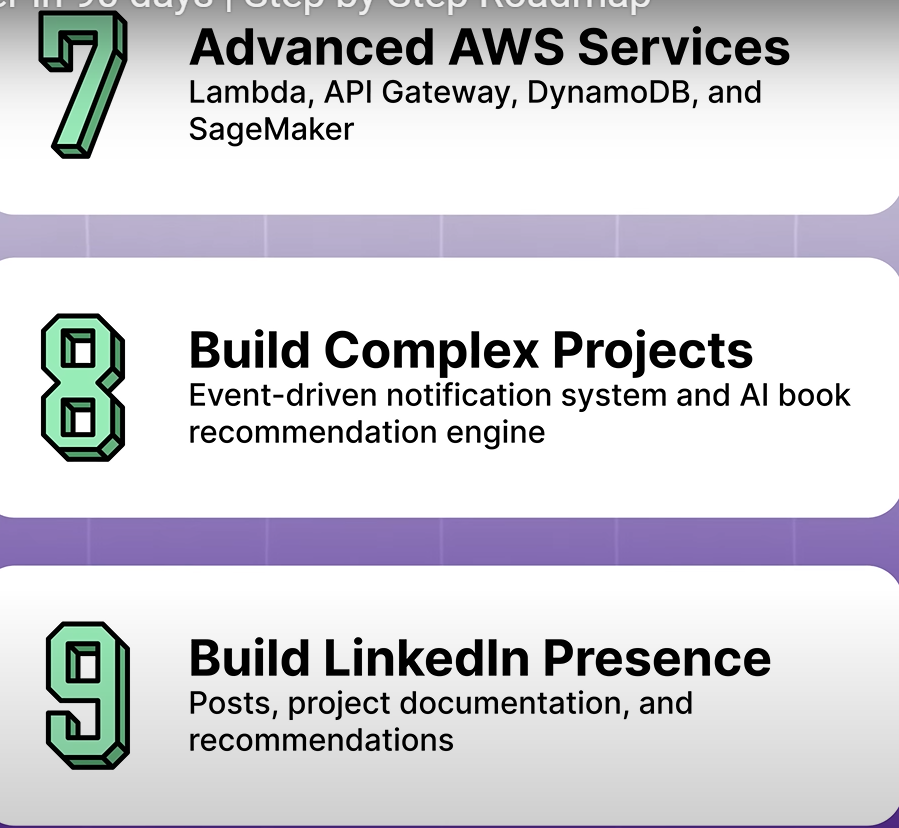 in 90 days | Step by Step Roadmap
7
Advanced AWS Services
Lambda, API Gateway, DynamoDB, and
SageMaker
8
Build Complex Projects
Event-driven notification system and AI book
recommendation engine
9
Build LinkedIn Presence
Posts, project documentation, and
recommendations